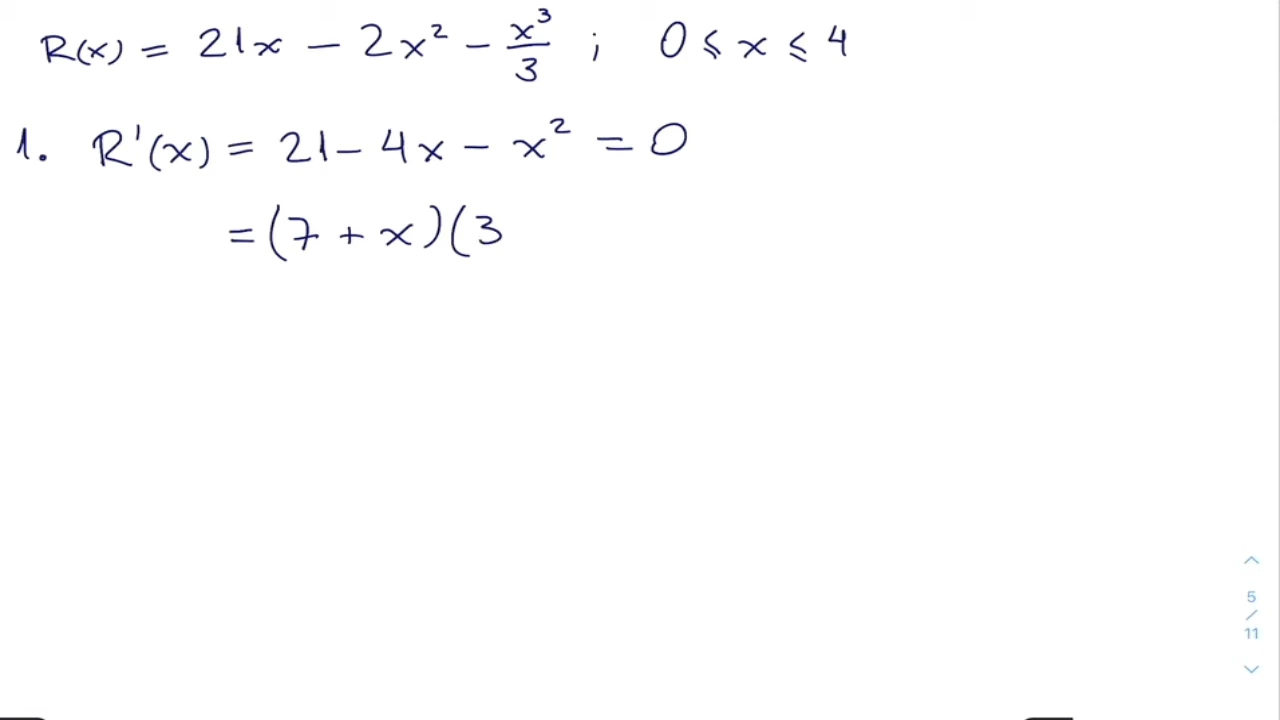 R(x) = 21x - 2x² - x³/3 ; 0 ≤ x ≤ 4
1. R'(x) = 21 - 4x - x² = 0
= (7 + x)(3
5
/
11